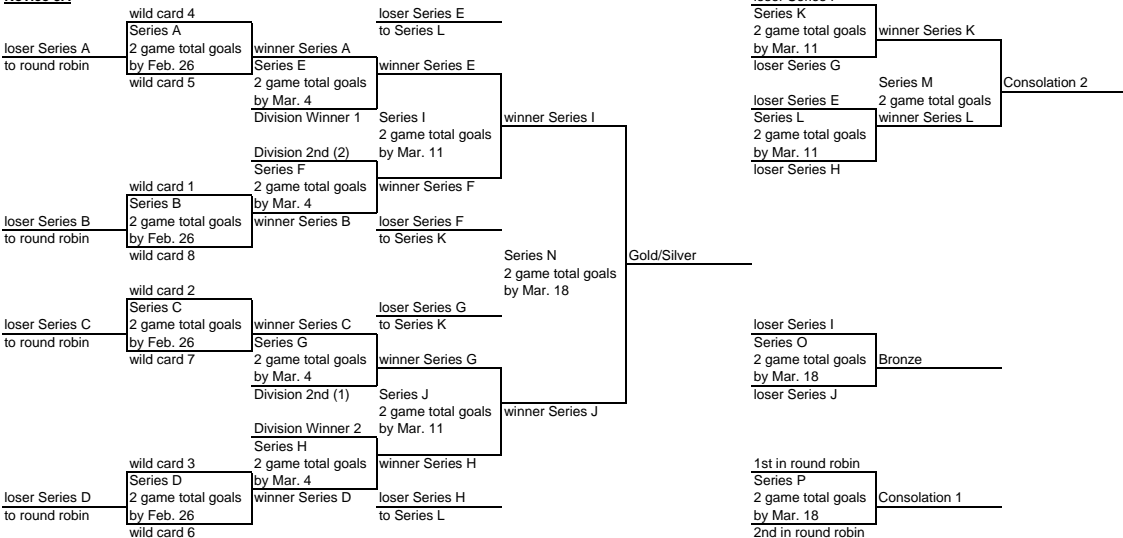 wild card 4
Series A
2 game total goals
by Feb. 26
wild card 5
loser Series A
to round robin
winner Series A
Series E
2 game total goals
by Mar. 4
Division Winner 1
loser Series E
to Series L
winner Series E
Series I
2 game total goals
by Mar. 11
winner Series I
Division 2nd (2)
Series F
2 game total goals
by Mar. 4
winner Series B
winner Series F
loser Series F
to Series K
wild card 1
Series B
2 game total goals
by Feb. 26
wild card 8
loser Series B
to round robin
Series N
2 game total goals
by Mar. 18
Gold/Silver
wild card 2
Series C
2 game total goals
by Feb. 26
wild card 7
loser Series C
to round robin
winner Series C
Series G
2 game total goals
by Mar. 4
Division 2nd (1)
loser Series G
to Series K
winner Series G
Series J
2 game total goals
by Mar. 11
winner Series J
Division Winner 2
Series H
2 game total goals
by Mar. 4
winner Series D
winner Series H
loser Series H
to Series L
wild card 3
Series D
2 game total goals
by Feb. 26
wild card 6
loser Series D
to round robin
Series K
2 game total goals
by Mar. 11
loser Series G
winner Series K
Series M
2 game total goals
winner Series L
Consolation 2
loser Series E
Series L
2 game total goals
by Mar. 11
loser Series H
loser Series I
Series O
2 game total goals
by Mar. 18
loser Series J
Bronze
1st in round robin
Series P
2 game total goals
by Mar. 18
2nd in round robin
Consolation 1